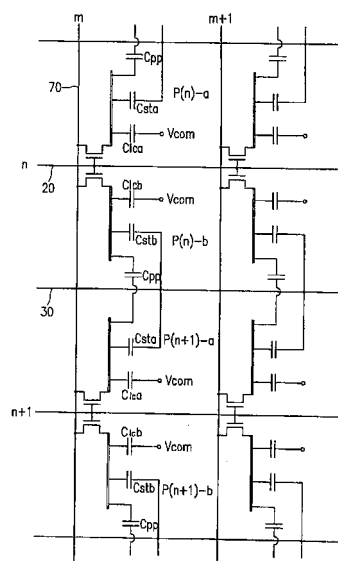 m
m+1
Cpp
70
P(n)-a
Csta
Clca
Vcom
n
20
Clcb
Vcom
Cstb
P(n)-b
Cpp
30
Csta
P(n+1)-a
Clca
Vcom
n+1
Clcb
Vcom
Cstb
P(n+1)-b
Cpp